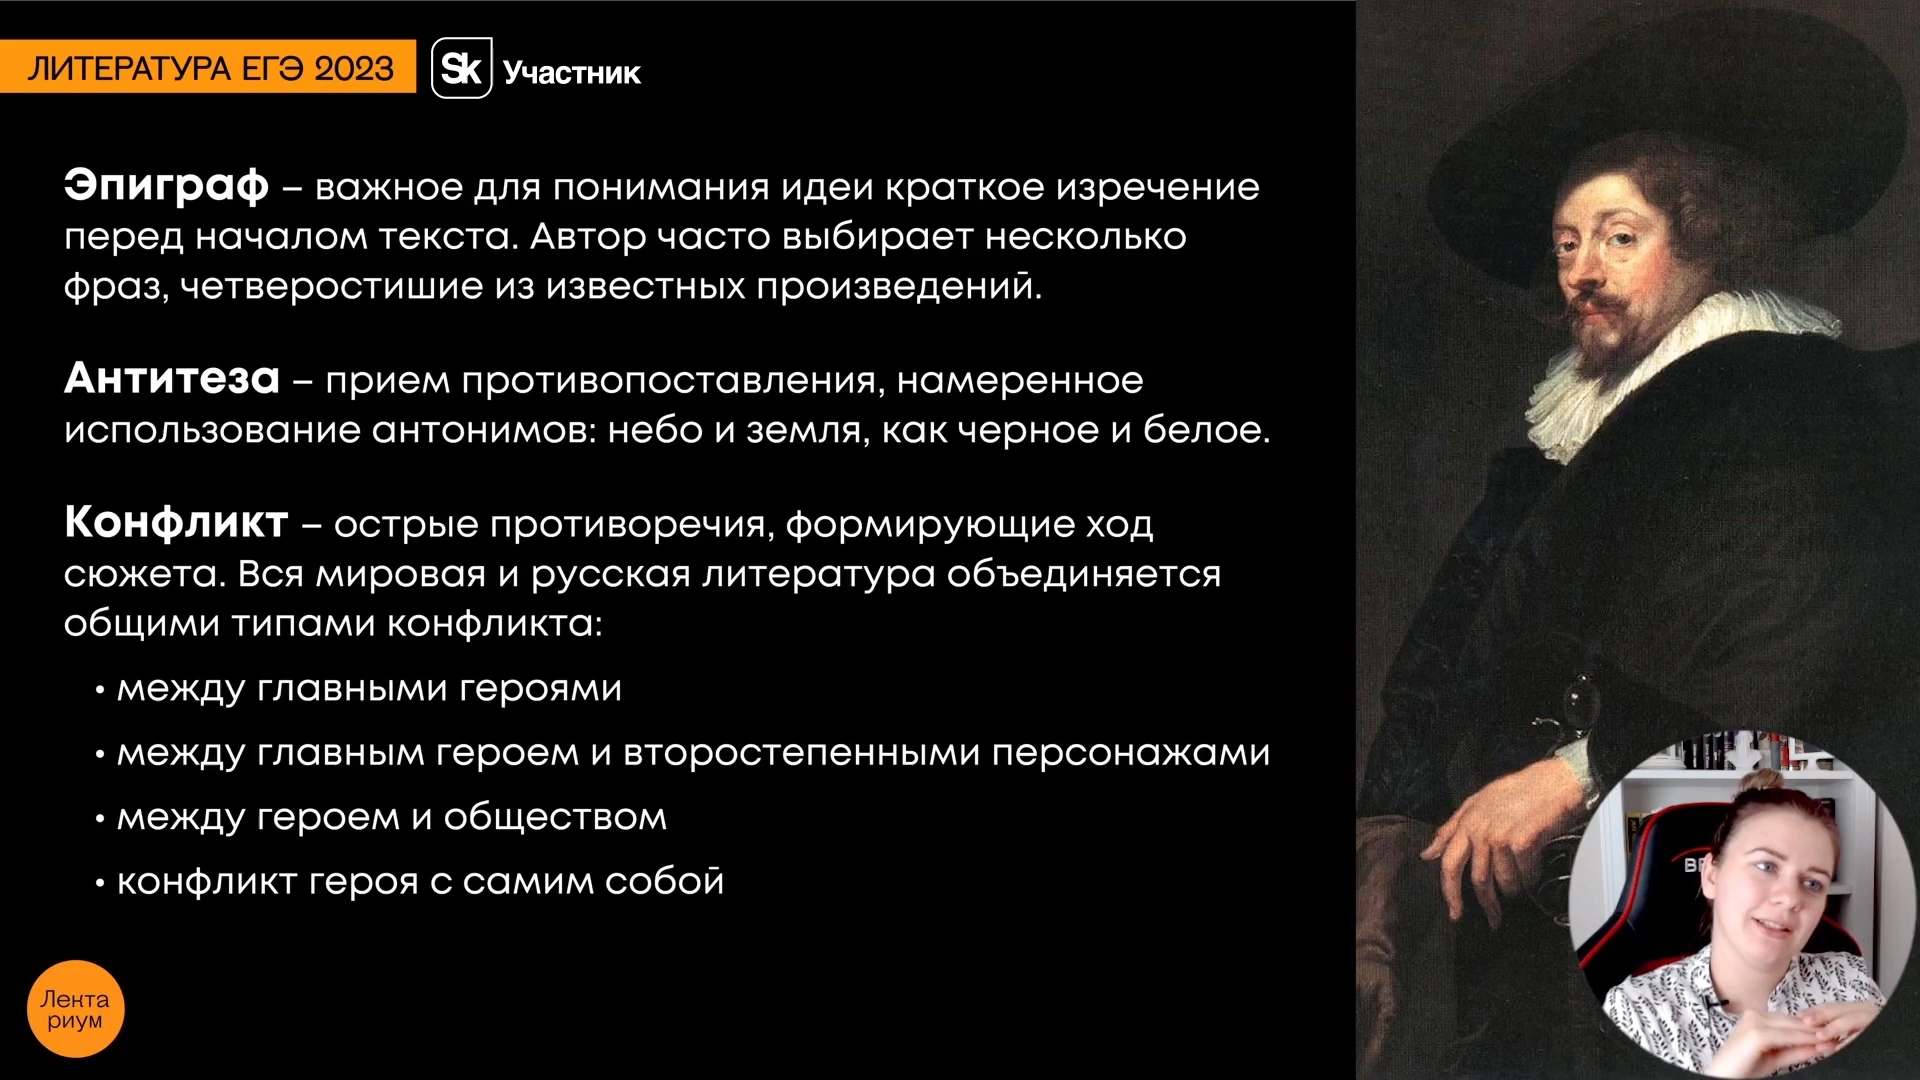 ЛИТЕРАТУРА ЕГЭ 2023
Sk Участник
Эпиграф – важное для понимания идеи краткое изречение
перед началом текста. Автор часто выбирает несколько
фраз, четверостишие из известных произведений.
Антитеза – прием противопоставления, намеренное
использование антонимов: небо и земля, как черное и белое.
Конфликт – острые противоречия, формирующие ход
сюжета. Вся мировая и русская литература объединяется
общими типами конфликта:
• между главными героями
• между главным героем и второстепенными персонажами
• между героем и обществом
• конфликт героя с самим собой
Лекта
риум